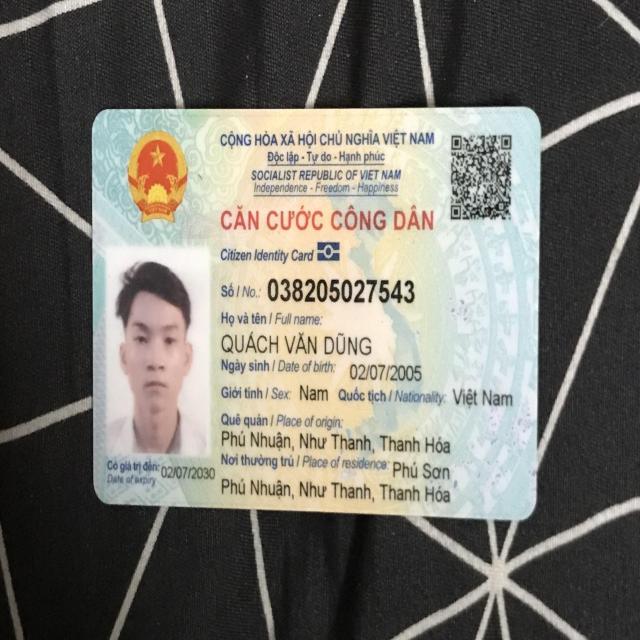 CỘNG HÒA XÃ HỘI CHỦ NGHĨA VIỆT NAM
Độc lập - Tự do - Hạnh phúc
SOCIALIST REPUBLIC OF VIET NAM
Independence - Freedom - Happiness
CĂN CƯỚC CÔNG DÂN
Citizen Identity Card
Số / No.: 038205027543
Họ và tên / Full name:
QUÁCH VĂN DŨNG
Ngày sinh / Date of birth: 02/07/2005
Giới tính / Sex: Nam Quốc tịch / Nationality: Việt Nam
Quê quán / Place of origin:
Phú Nhuận, Như Thanh, Thanh Hóa
Nơi thường trú / Place of residence: Phú Sơn
Phú Nhuận, Như Thanh, Thanh Hóa
Có giá trị đến: 02/07/2030
Date of expiry